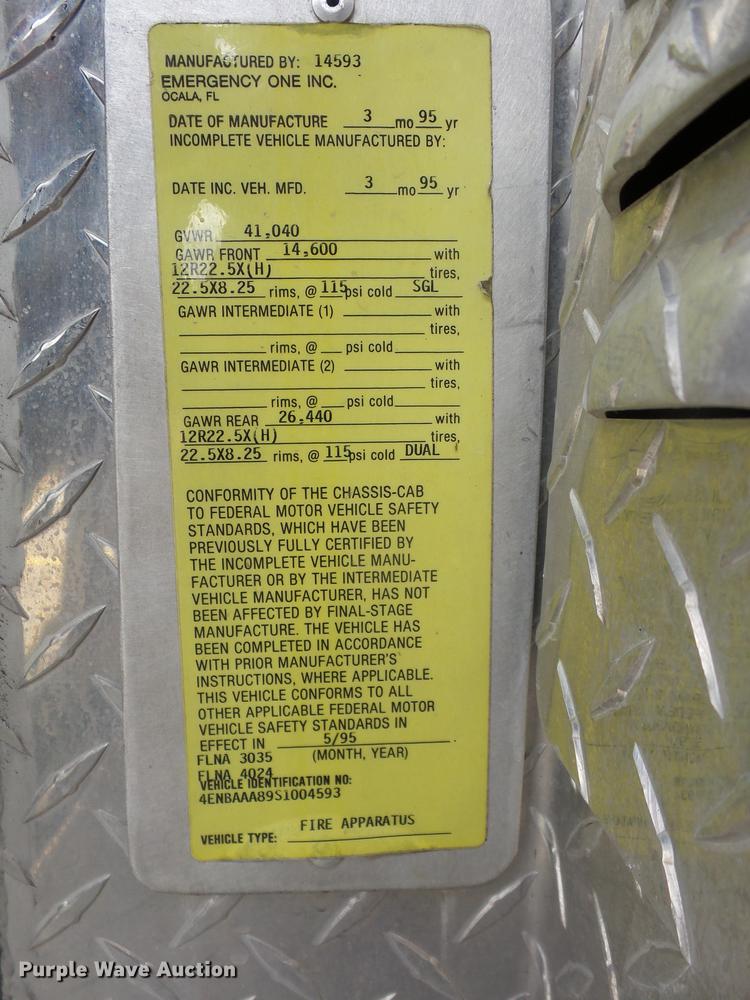 MANUFACTURED BY: 14593
EMERGENCY ONE INC.
OCALA, FL
DATE OF MANUFACTURE 3 mo 95 yr
INCOMPLETE VEHICLE MANUFACTURED BY:
DATE INC. VEH. MFD. 3 mo 95 yr
GVWR 41,040
GAWR FRONT 14,600 with
12R22.5X(H) tires,
22.5X8.25 rims, @ 115 psi cold SGL
GAWR INTERMEDIATE (1) with
tires,
rims, @ psi cold
GAWR INTERMEDIATE (2) with
tires,
rims, @ psi cold
GAWR REAR 26,440 with
12R22.5X(H) tires,
22.5X8.25 rims, @ 115 psi cold DUAL
CONFORMITY OF THE CHASSIS-CAB
TO FEDERAL MOTOR VEHICLE SAFETY
STANDARDS, WHICH HAVE BEEN
PREVIOUSLY FULLY CERTIFIED BY
THE INCOMPLETE VEHICLE MANU-
FACTURER OR BY THE INTERMEDIATE
VEHICLE MANUFACTURER, HAS NOT
BEEN AFFECTED BY FINAL-STAGE
MANUFACTURE. THE VEHICLE HAS
BEEN COMPLETED IN ACCORDANCE
WITH PRIOR MANUFACTURER'S
INSTRUCTIONS, WHERE APPLICABLE.
THIS VEHICLE CONFORMS TO ALL
OTHER APPLICABLE FEDERAL MOTOR
VEHICLE SAFETY STANDARDS IN
EFFECT IN 5/95
FLNA 3035 (MONTH, YEAR)
FLNA 4024
VEHICLE IDENTIFICATION NO:
4ENBAAA89S1004593
VEHICLE TYPE: FIRE APPARATUS
Purple Wave Auction